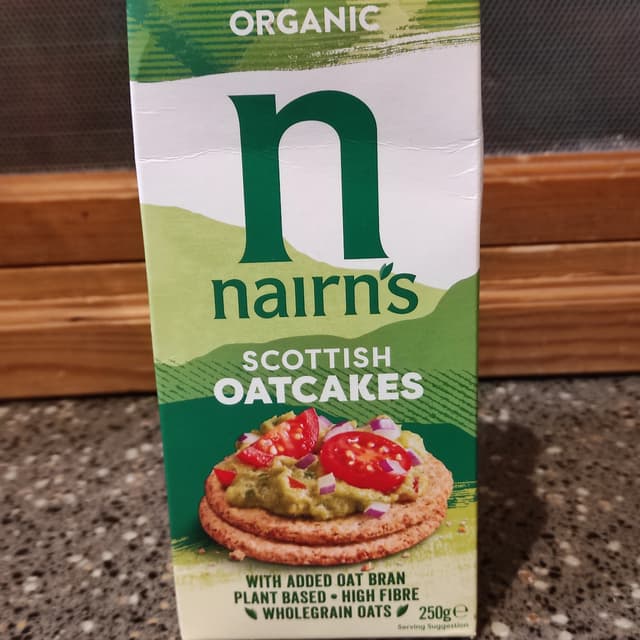 ORGANIC
n
nairn's
SCOTTISH
OATCAKES
WITH ADDED OAT BRAN
PLANT BASED • HIGH FIBRE
WHOLEGRAIN OATS
250g℮
Serving Suggestion